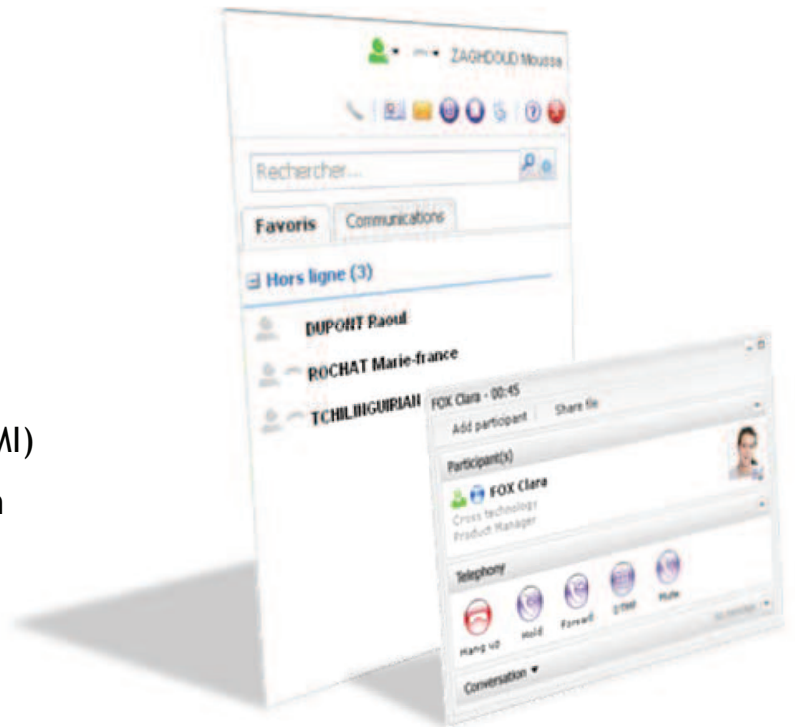 ZAGHDOUD Moussa
Rechercher...
Favoris Communications
Hors ligne (3)
DUPONT Raoul
ROCHAT Marie-france
TCHILINGUIRIAN
MI)
FOX Clara - 00:45
Add participant Share file
Participant(s)
FOX Clara
Cross technology
Product Manager
Telephony
Hang up Hold Forward DTMF Mute
Conversation